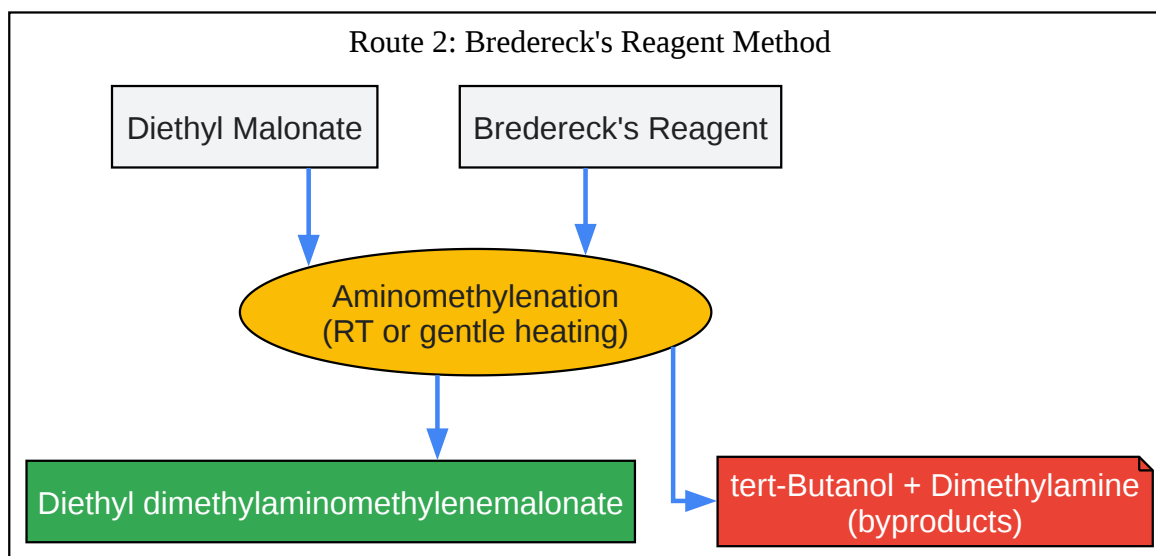 Route 2: Bredereck's Reagent Method
Diethyl Malonate
Bredereck's Reagent
Aminomethylenation
(RT or gentle heating)
Diethyl dimethylaminomethylenemalonate
tert-Butanol + Dimethylamine
(byproducts)